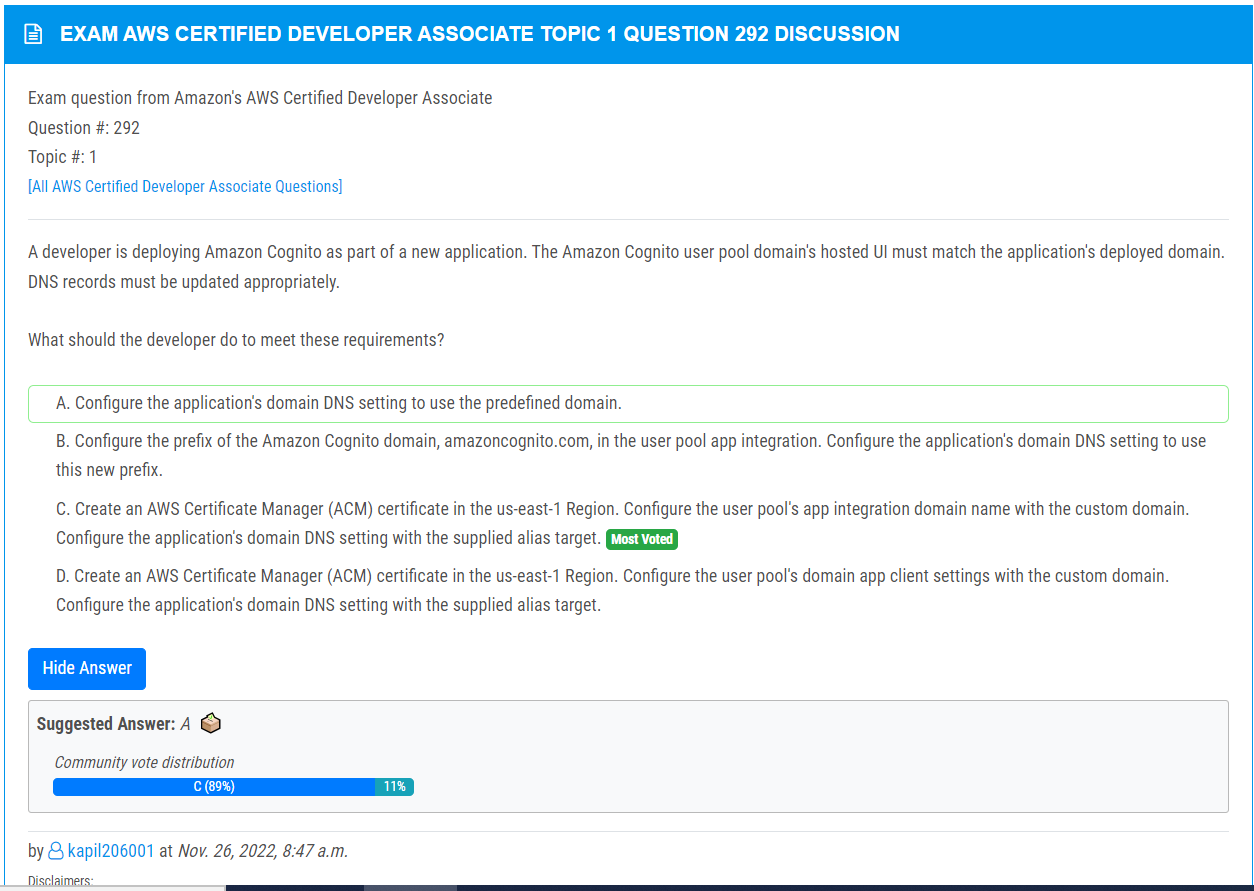 EXAM AWS CERTIFIED DEVELOPER ASSOCIATE TOPIC 1 QUESTION 292 DISCUSSION
Exam question from Amazon's AWS Certified Developer Associate
Question #: 292
Topic #: 1
[All AWS Certified Developer Associate Questions]
A developer is deploying Amazon Cognito as part of a new application. The Amazon Cognito user pool domain's hosted UI must match the application's deployed domain.
DNS records must be updated appropriately.
What should the developer do to meet these requirements?
A. Configure the application's domain DNS setting to use the predefined domain.
B. Configure the prefix of the Amazon Cognito domain, amazoncognito.com, in the user pool app integration. Configure the application's domain DNS setting to use
this new prefix.
C. Create an AWS Certificate Manager (ACM) certificate in the us-east-1 Region. Configure the user pool's app integration domain name with the custom domain.
Configure the application's domain DNS setting with the supplied alias target. Most Voted
D. Create an AWS Certificate Manager (ACM) certificate in the us-east-1 Region. Configure the user pool's domain app client settings with the custom domain.
Configure the application's domain DNS setting with the supplied alias target.
Hide Answer
Suggested Answer: A
Community vote distribution
C (89%) 11%
by kapil206001 at Nov. 26, 2022, 8:47 a.m.
Disclaimers: